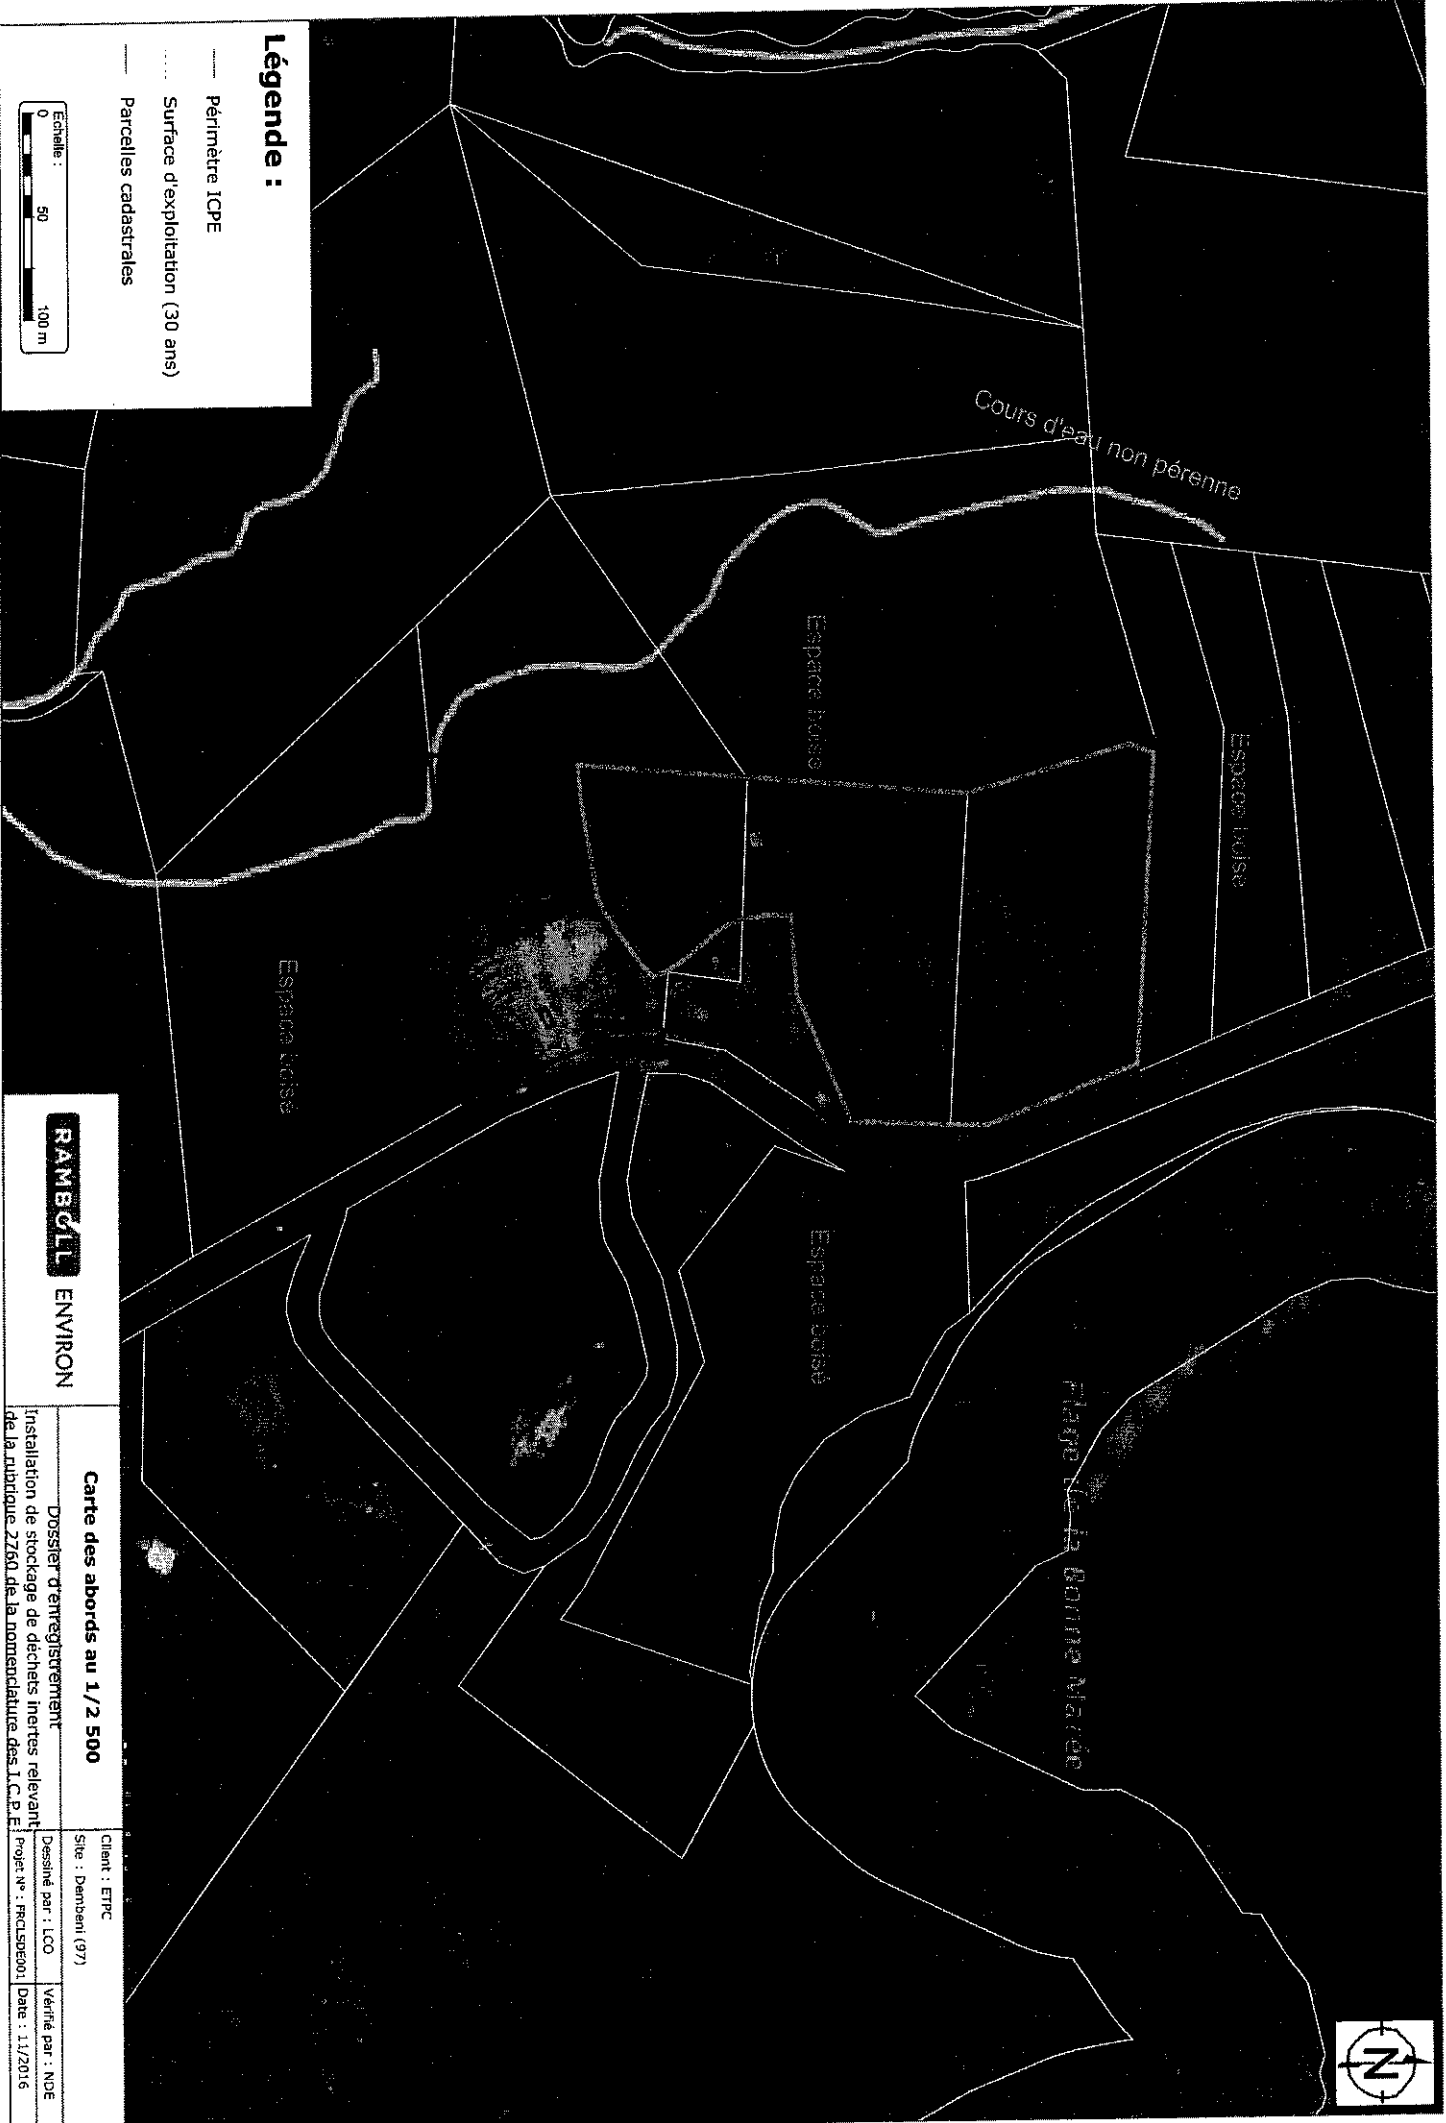 Cours d'eau non pérenne
Espace boisé
Espace boisé
Espace boisé
Espace boisé
Plage de la Bonne Marée
N
Légende :
Périmètre ICPE
Surface d'exploitation (30 ans)
Parcelles cadastrales
Echelle :
0 50 100 m
RAMBOLL ENVIRON
Carte des abords au 1/2 500
Dossier d'enregistrement
Installation de stockage de déchets inertes relevant
de la rubrique 2760 de la nomenclature des I.C.P.E
Client : ETPC
Site : Dembeni (97)
Dessiné par : LCO
Vérifié par : NDE
Projet N° : FRCLSDE001
Date : 11/2016